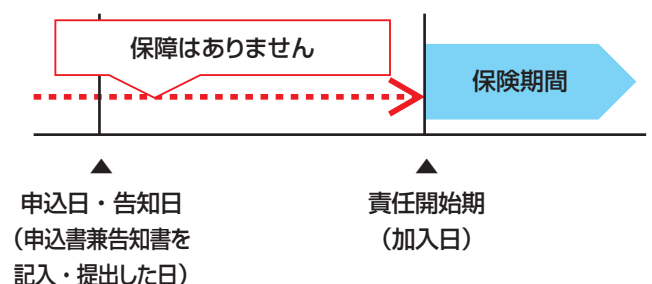 保障はありません
保険期間
申込日・告知日
（申込書兼告知書を
記入・提出した日）
責任開始期
（加入日）